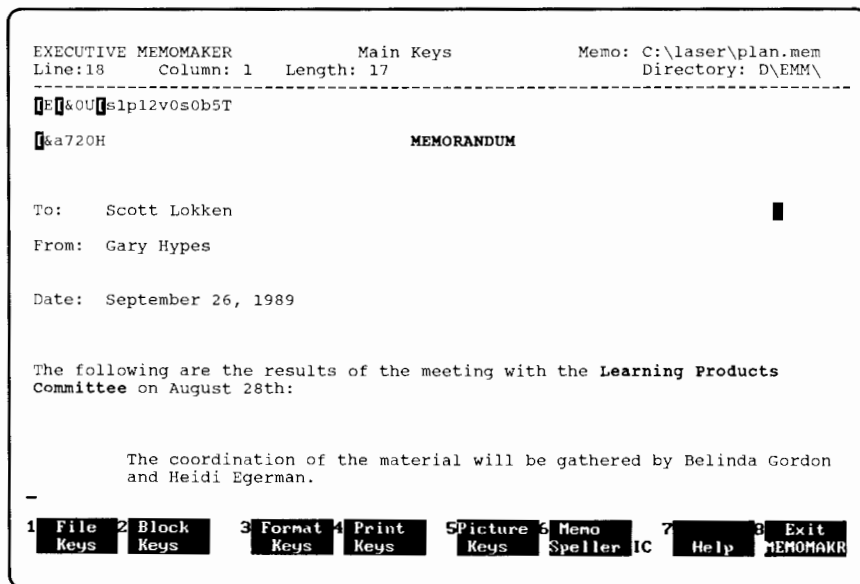 EXECUTIVE MEMOMAKER Main Keys Memo: C:\laser\plan.mem
Line:18 Column: 1 Length: 17 Directory: D\EMM\
E&0Us1p12v0s0b5T
&a720H MEMORANDUM
To: Scott Lokken
From: Gary Hypes
Date: September 26, 1989
The following are the results of the meeting with the Learning Products
Committee on August 28th:
The coordination of the material will be gathered by Belinda Gordon
and Heidi Egerman.
1 File 2 Block 3 Format 4 Print 5 Picture 6 Memo 7 8 Exit
Keys Keys Keys Keys Keys Speller IC Help MEMOMAKR